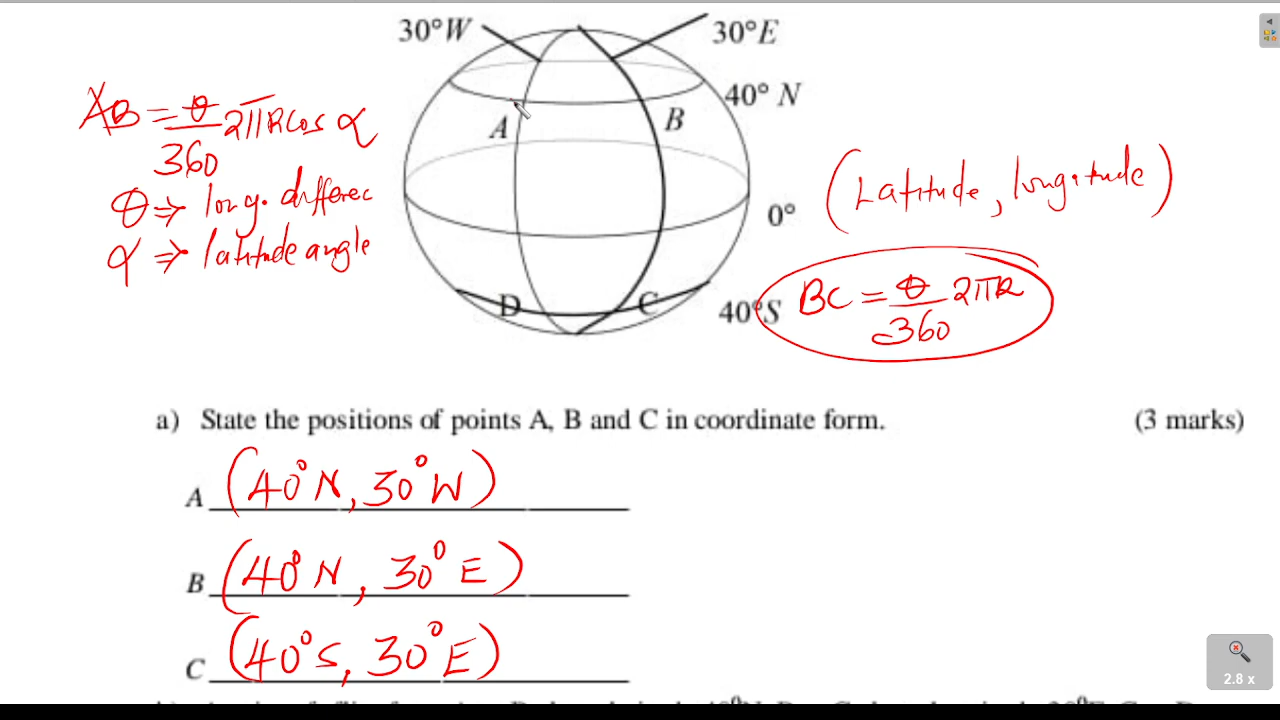 30°W
30°E
40° N
A
B
0°
D
C
40°S
AB = θ/360 2πR cos α
θ ⇒ long. differec
α ⇒ latitude angle
(Latitude, longitude)
BC = θ/360 2πR
a) State the positions of points A, B and C in coordinate form. (3 marks)
A (40°N, 30°W)
B (40°N, 30°E)
C (40°S, 30°E)
2.8 x